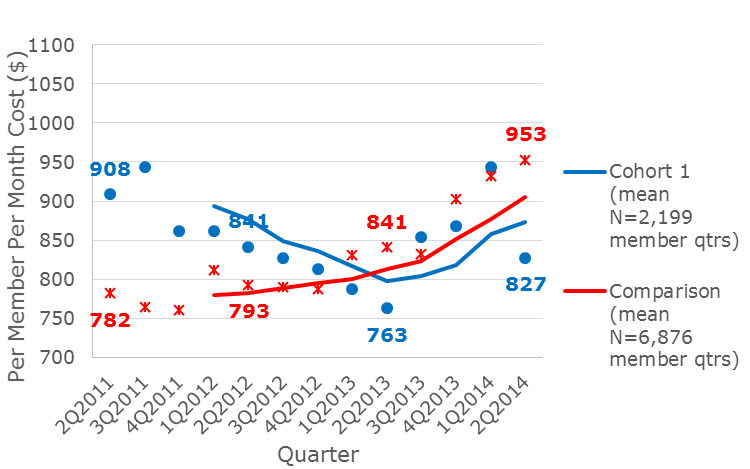 Per Member Per Month Cost ($)
1100
1050
1000
950
900
850
800
750
700
908
782
841
793
841
763
953
827
2Q2011
3Q2011
4Q2011
1Q2012
2Q2012
3Q2012
4Q2012
1Q2013
2Q2013
3Q2013
4Q2013
1Q2014
2Q2014
Quarter
Cohort 1
(mean
N=2,199
member qtrs)
Comparison
(mean
N=6,876
member qtrs)